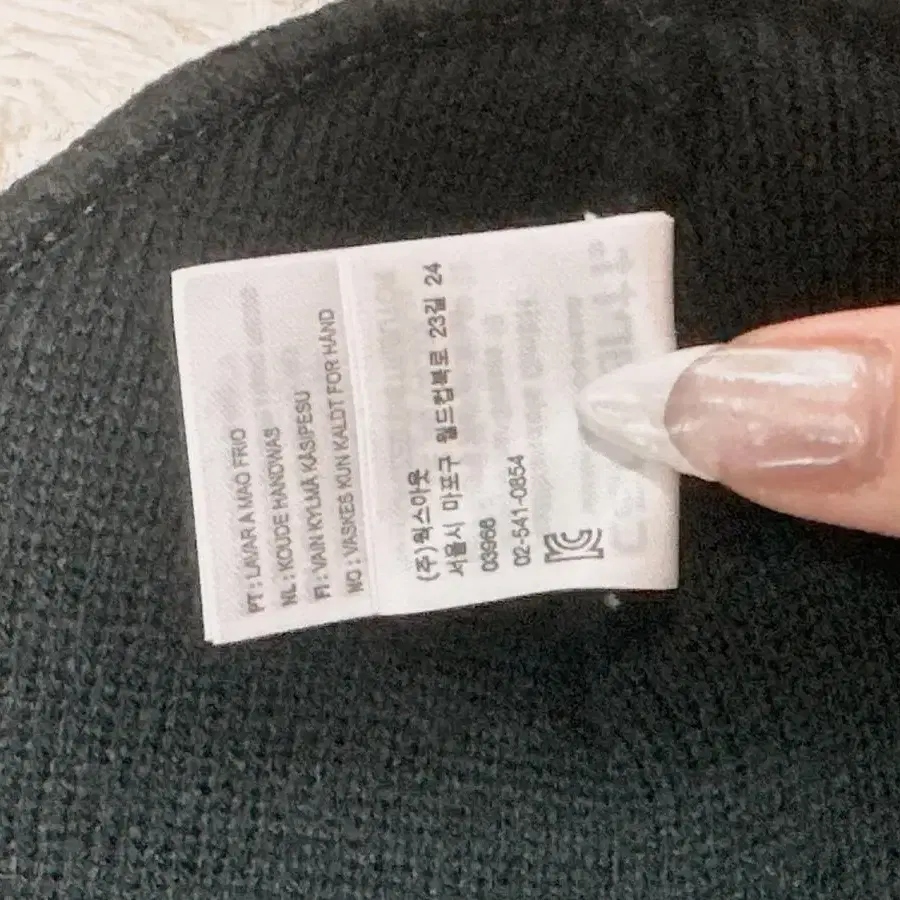 PT : LAVAR A MAO FRIO
NL : KOUDE HANDWAS
FI : VAIN KYLMÄ KÄSIPESU
NO : VASKES KUN KALDT FOR HÅND
(주)웍스아웃
서울시 마포구 월드컵북로 23길 24
03966
02-541-0854